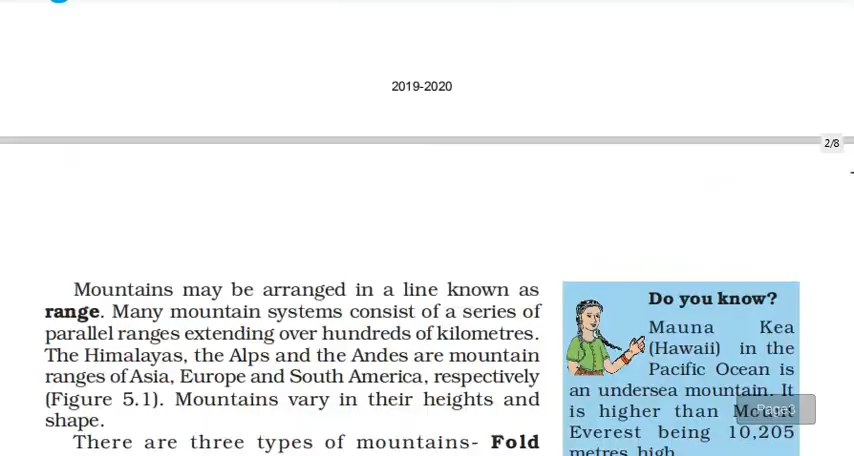 2019-2020
2/8
Mountains may be arranged in a line known as
range. Many mountain systems consist of a series of
parallel ranges extending over hundreds of kilometres.
The Himalayas, the Alps and the Andes are mountain
ranges of Asia, Europe and South America, respectively
(Figure 5.1). Mountains vary in their heights and
shape.
There are three types of mountains- Fold
Do you know?
Mauna Kea
(Hawaii) in the
Pacific Ocean is
an undersea mountain. It
is higher than Mount
Everest being 10,205
metres high
Page3